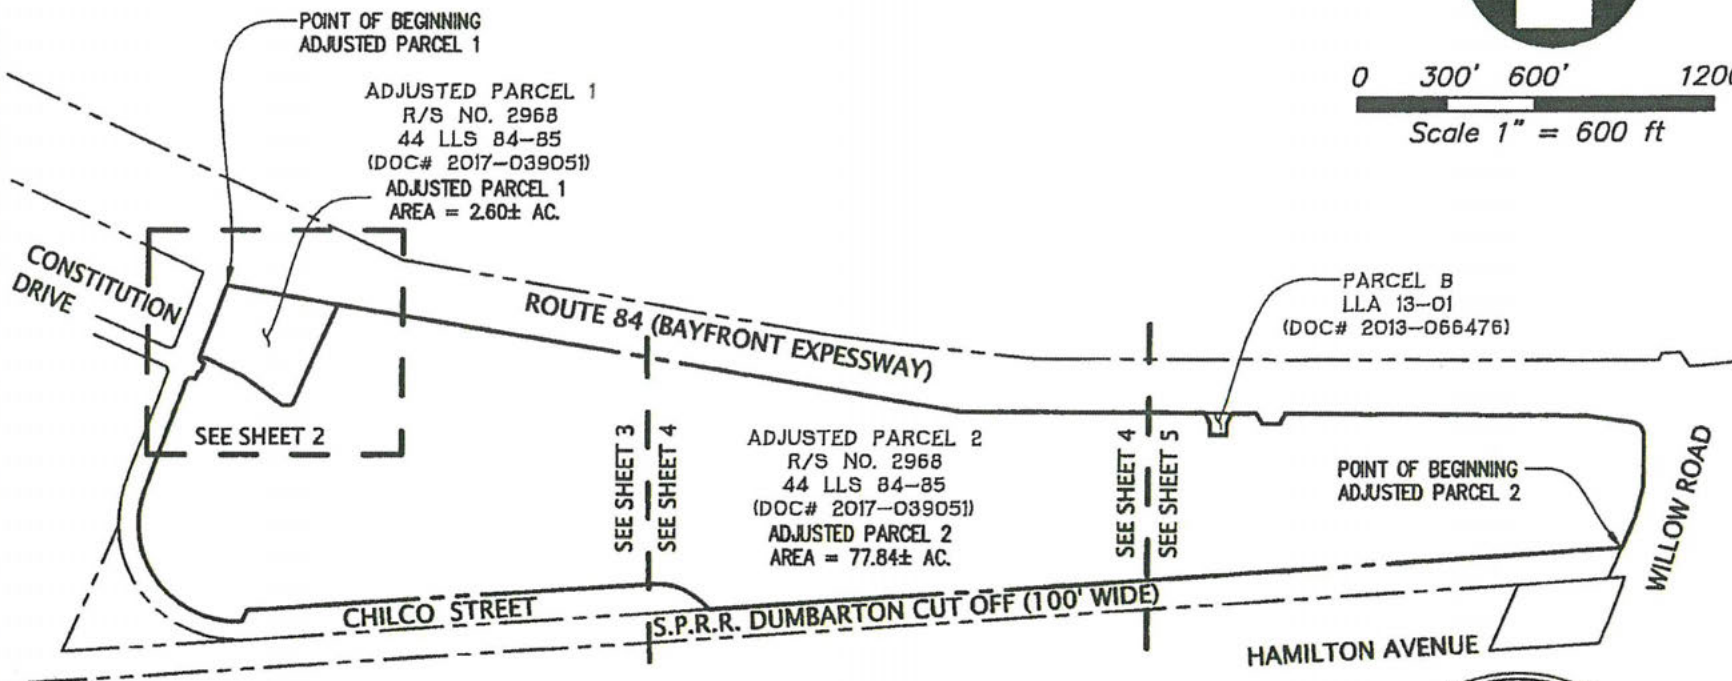 POINT OF BEGINNING
ADJUSTED PARCEL 1
ADJUSTED PARCEL 1
R/S NO. 2968
44 LLS 84-85
(DOC# 2017-039051)
ADJUSTED PARCEL 1
AREA = 2.60± AC.
0 300' 600'
Scale 1" = 600 ft
CONSTITUTION
DRIVE
SEE SHEET 2
ROUTE 84 (BAYFRONT EXPESSWAY)
PARCEL B
LLA 13-01
(DOC# 2013-066476)
SEE SHEET 3
SEE SHEET 4
ADJUSTED PARCEL 2
R/S NO. 2968
44 LLS 84-85
(DOC# 2017-039051)
ADJUSTED PARCEL 2
AREA = 77.84± AC.
SEE SHEET 4
SEE SHEET 5
POINT OF BEGINNING
ADJUSTED PARCEL 2
WILLOW ROAD
CHILCO STREET
S.P.R.R. DUMBARTON CUT OFF (100' WIDE)
HAMILTON AVENUE